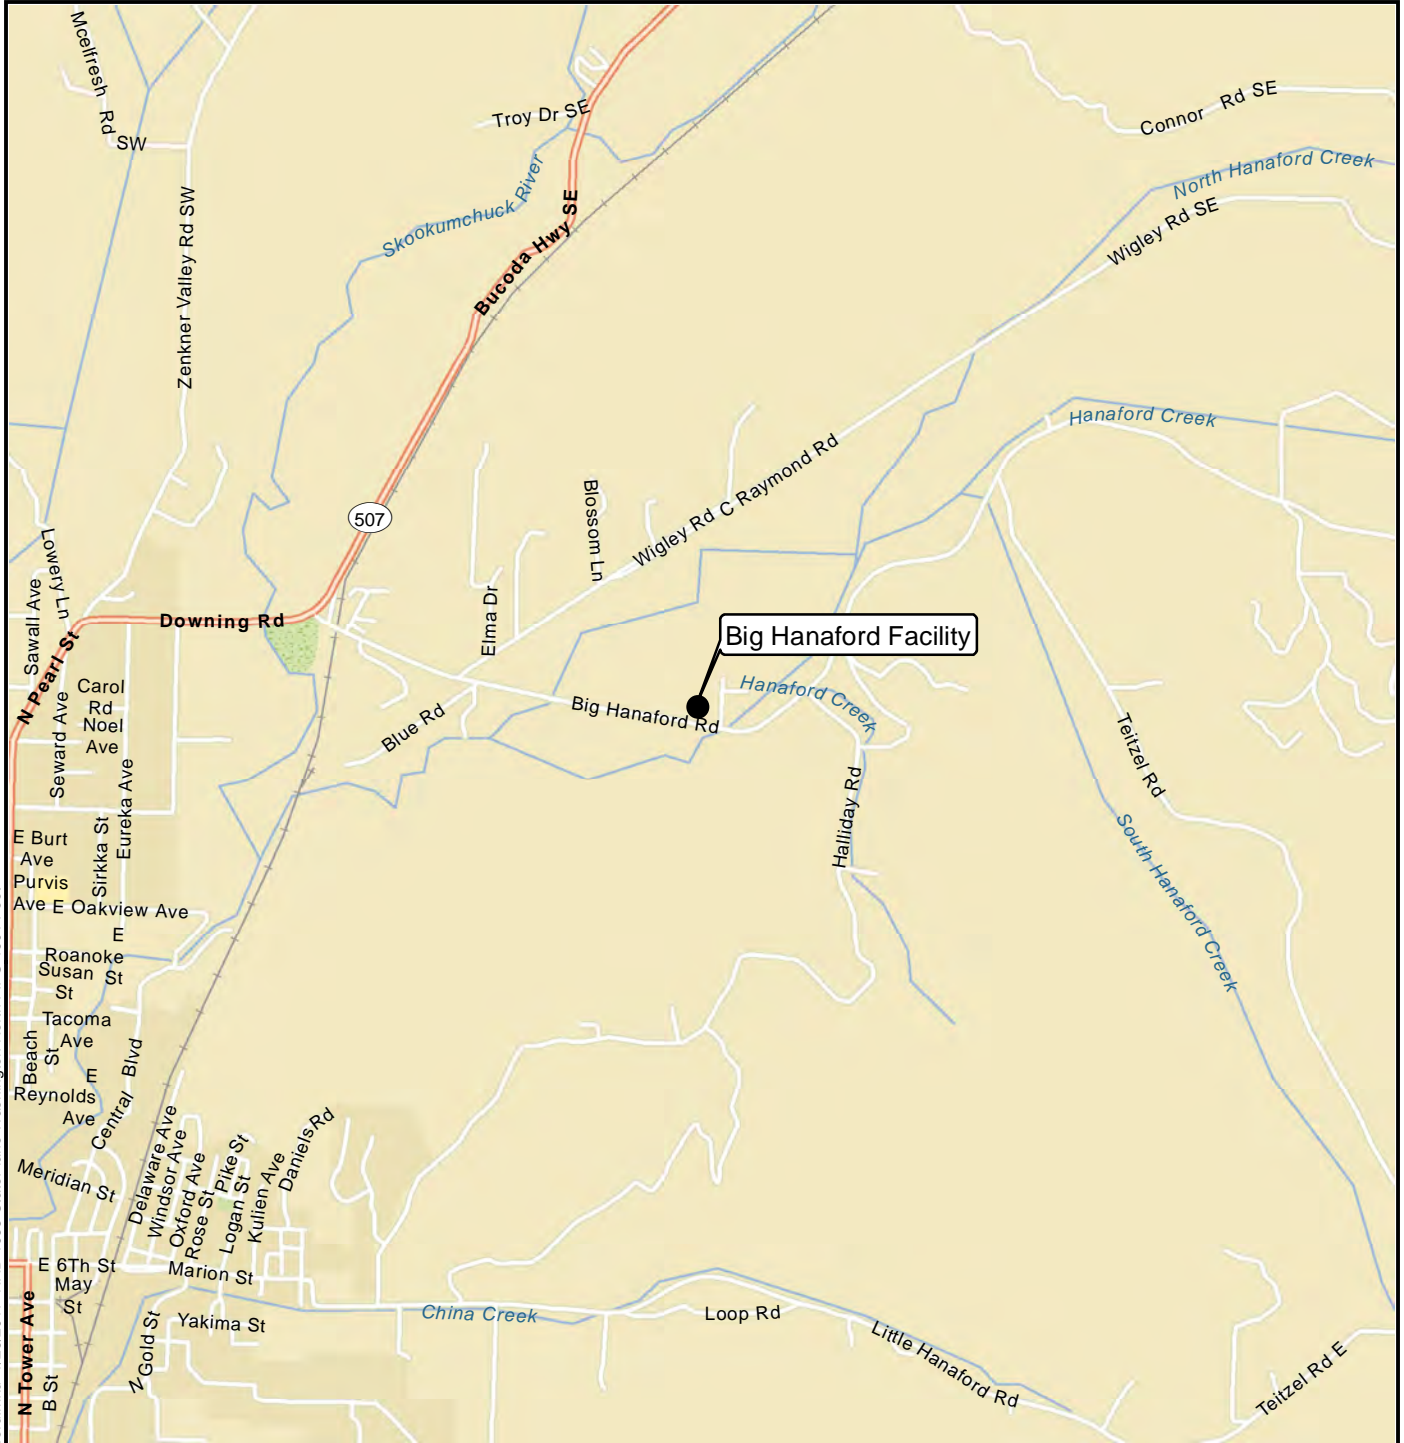 Mcelfresh Rd SW
Troy Dr SE
Connor Rd SE
North Hanaford Creek
Skookumchuck River
Bucoda Hwy SE
Wigley Rd SE
Zenkner Valley Rd SW
Hanaford Creek
Blossom Ln
Wigley Rd C Raymond Rd
507
Lowery Ln
Sawall Ave
Downing Rd
Elma Dr
Big Hanaford Facility
N Pearl St
Carol
Rd
Noel
Ave
Seward Ave
Hanaford Creek
Big Hanaford Rd
Blue Rd
Teitzel Rd
Eureka Ave
Halliday Rd
Sirkka St
E Burt
Ave
Purvis
Ave
E Oakview Ave
South Hanaford Creek
E
Roanoke
St
Susan
St
Tacoma
Ave
Beach
St
E
Reynolds
Ave
Central Blvd
Meridian St
Delaware Ave
Windsor Ave
Oxford Ave
Rose St
Pike St
Logan St
Kulien Ave
Daniels Rd
E 6Th St
May
St
Marion St
N Tower Ave
B St
N Gold St
Yakima St
China Creek
Loop Rd
Little Hanaford Rd
Teitzel Rd E